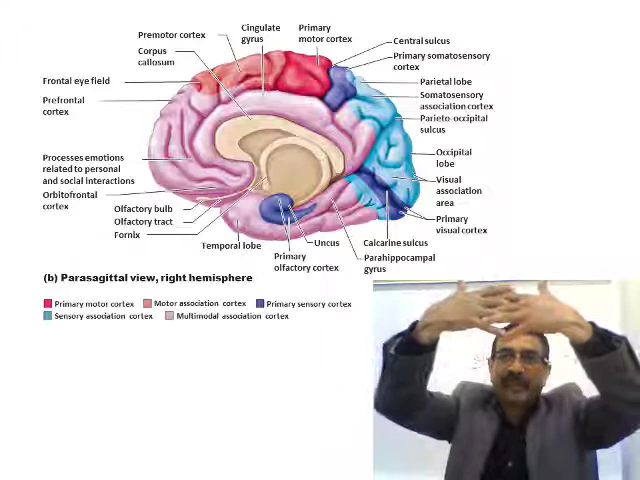 Cingulate
gyrus
Primary
motor cortex
Premotor cortex
Corpus
callosum
Central sulcus
Primary somatosensory
cortex
Frontal eye field
Parietal lobe
Prefrontal
cortex
Somatosensory
association cortex
Parieto-occipital
sulcus
Processes emotions
related to personal
and social interactions
Occipital
lobe
Orbitofrontal
cortex
Visual
association
area
Olfactory bulb
Olfactory tract
Fornix
Primary
visual cortex
Temporal lobe
Uncus
Calcarine sulcus
Primary
olfactory cortex
Parahippocampal
gyrus
(b) Parasagittal view, right hemisphere
Primary motor cortex Motor association cortex Primary sensory cortex
Sensory association cortex Multimodal association cortex